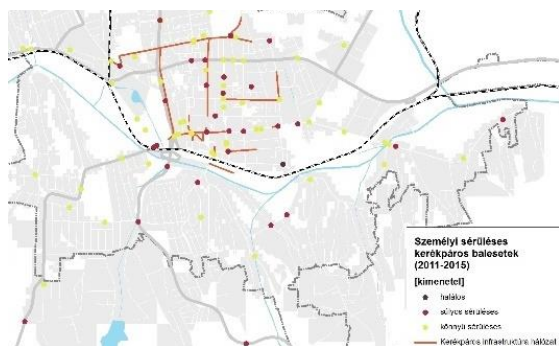 Személyi sérüléses
kerékpáros balesetek
(2011-2015)
[kimenetel]
halálos
súlyos sérüléses
könnyű sérüléses
Kerékpáros infrastruktúra hálózat